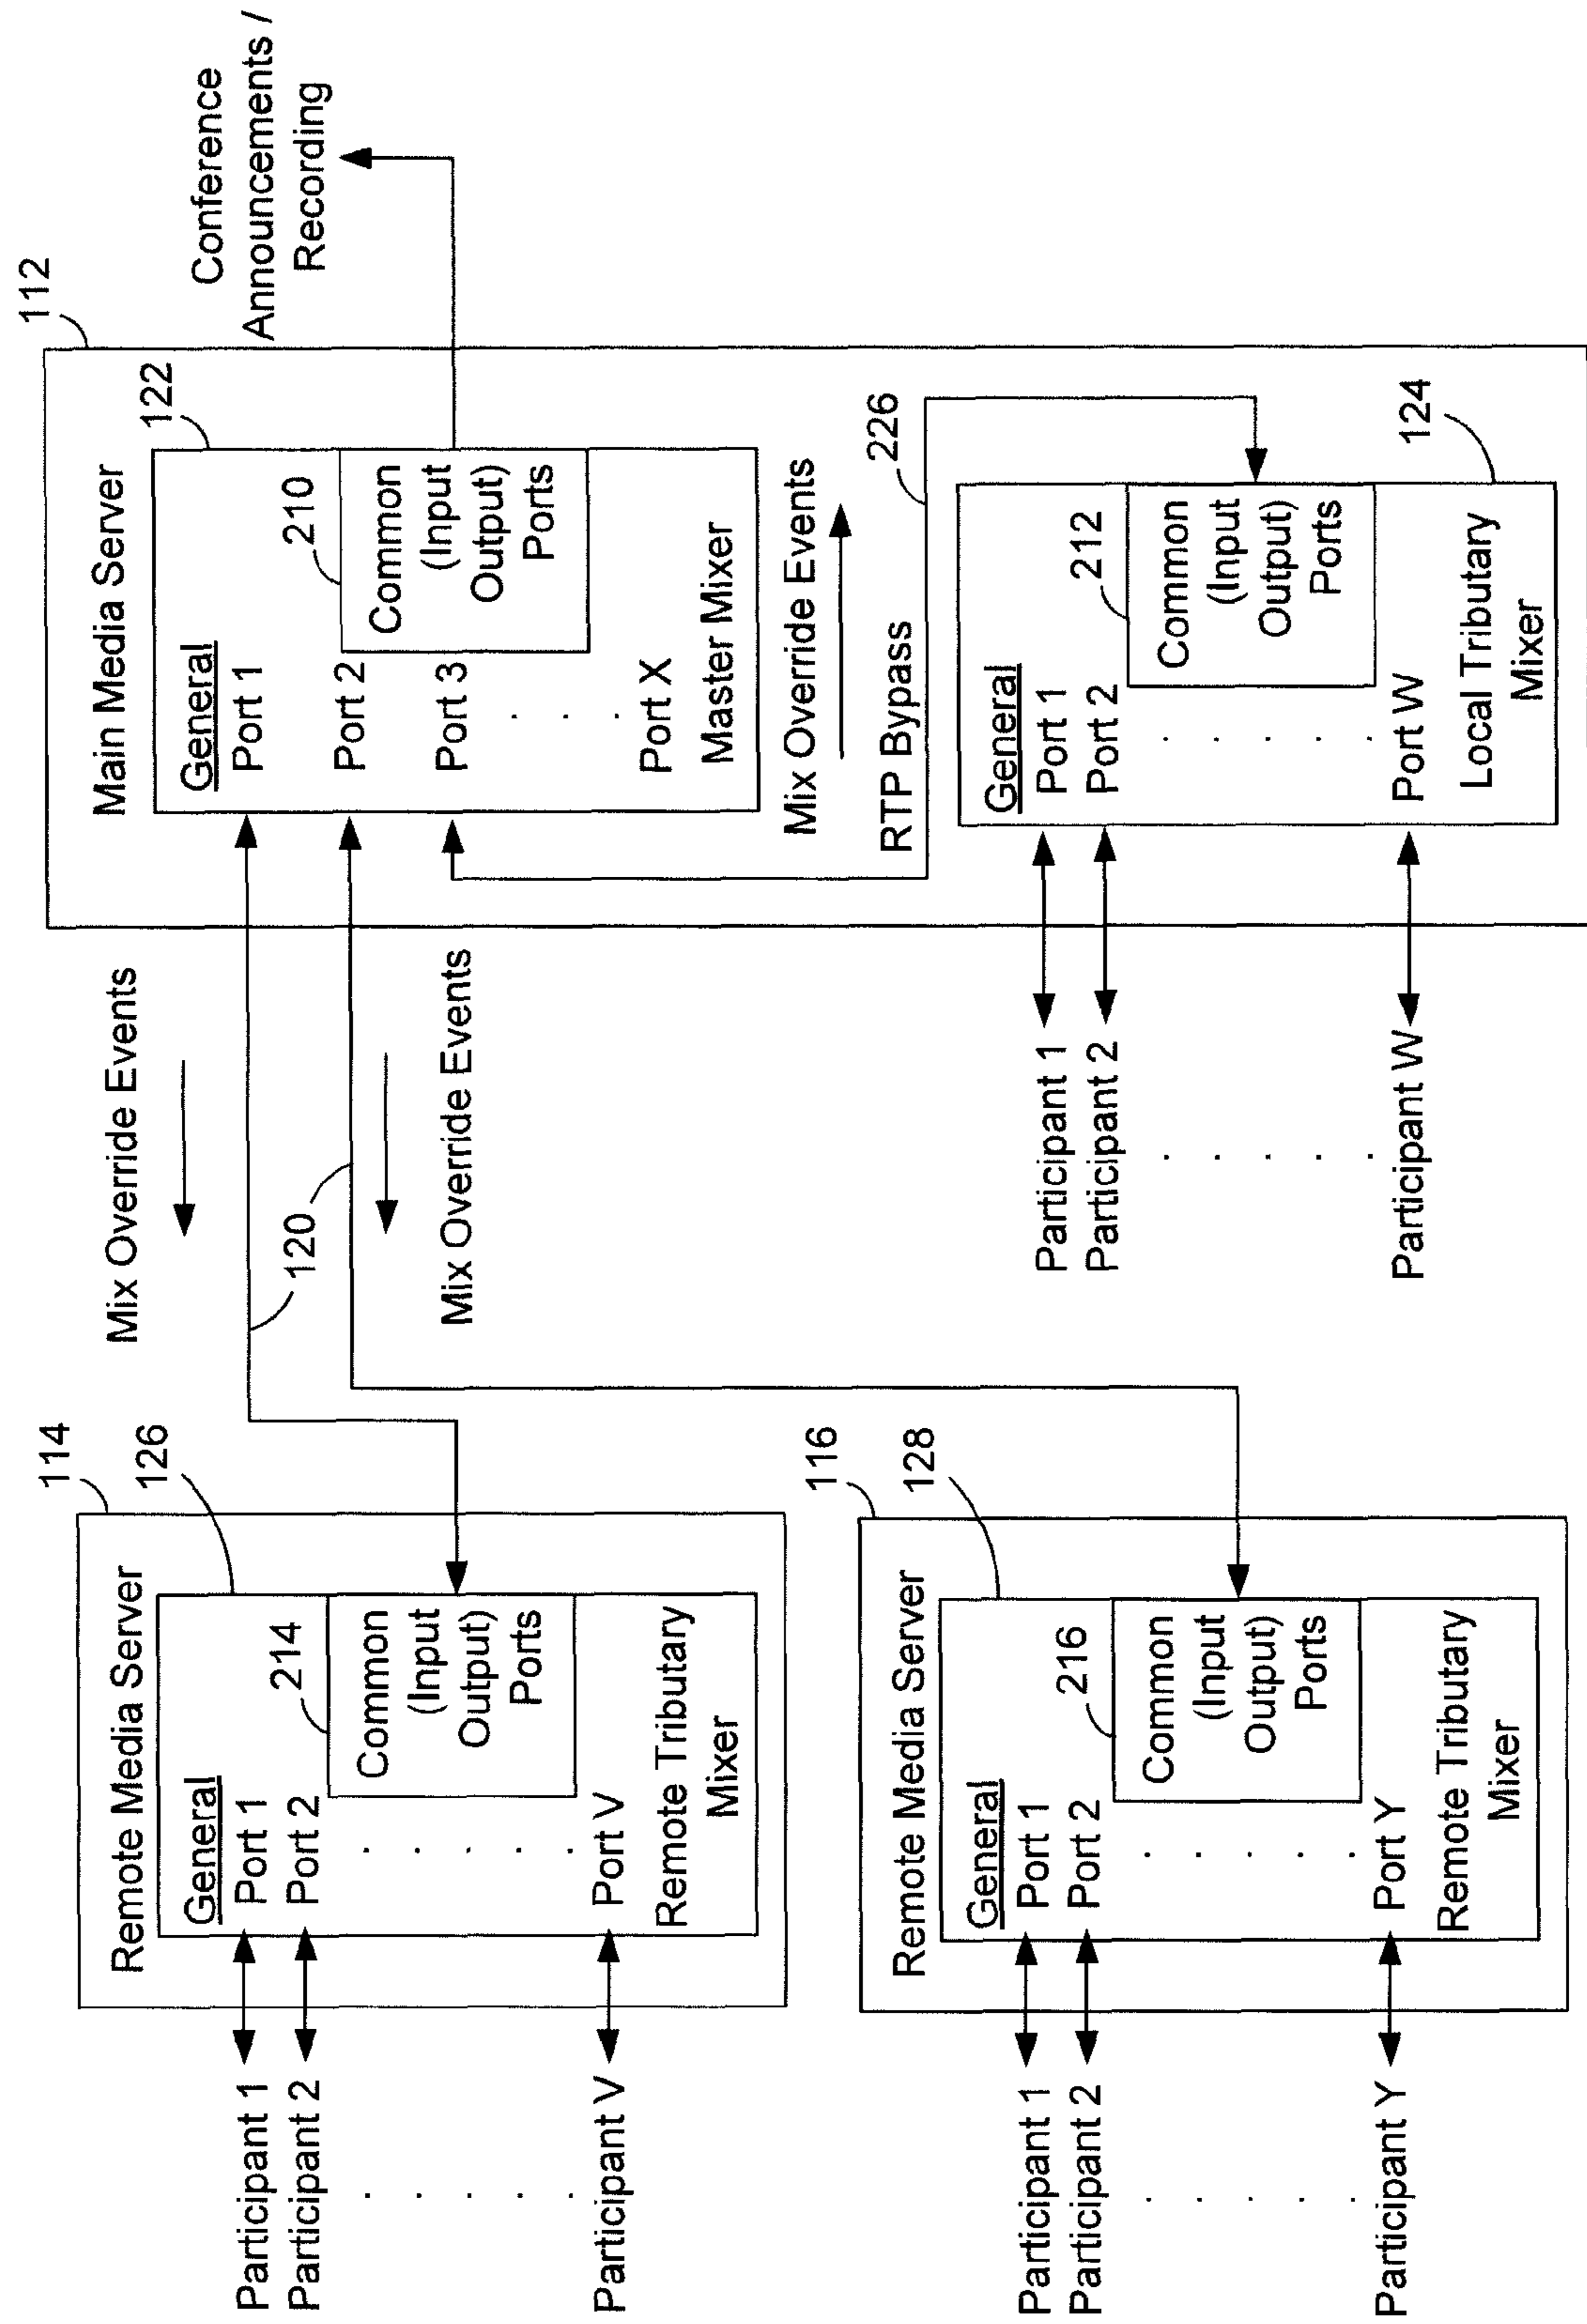 114
Remote Media Server
126
General
Port 1
Port 2
214
Common
(Input
Output)
Ports
. . . . .
Port V
Remote Tributary
Mixer
Participant 1
Participant 2
. . . . .
Participant V
116
Remote Media Server
128
General
Port 1
Port 2
216
Common
(Input
Output)
Ports
. . . . .
Port Y
Remote Tributary
Mixer
Participant 1
Participant 2
. . . . .
Participant Y
Mix Override Events
120
Mix Override Events
112
Main Media Server
122
General
Port 1
Port 2
Port 3
210
Common
(Input
Output)
Ports
. . . .
Port X
Master Mixer
Conference
Announcements /
Recording
Mix Override Events
RTP Bypass
226
General
Port 1
Port 2
212
Common
(Input
Output)
Ports
. . . . .
Port W
124
Local Tributary
Mixer
Participant 1
Participant 2
. . . . .
Participant W